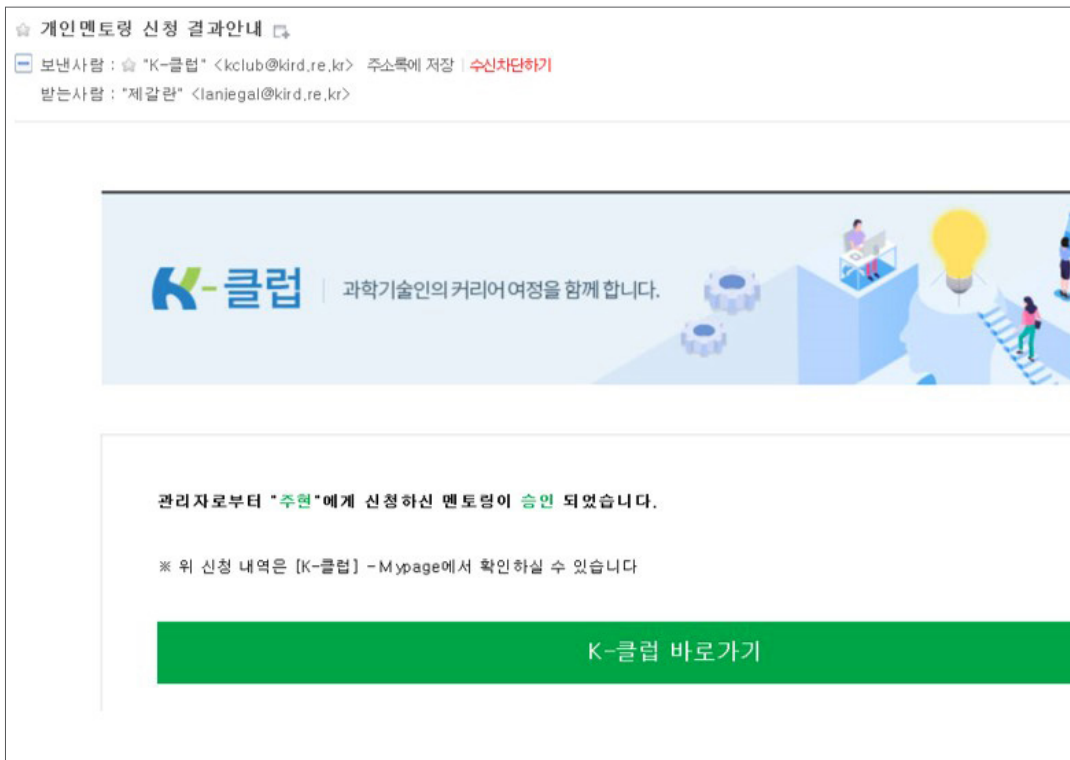 개인멘토링 신청 결과안내
보낸사람 : "K-클럽" <kclub@kird.re.kr> 주소록에 저장 | 수신차단하기
받는사람 : "제갈란" <lanjegal@kird.re.kr>
K-클럽 | 과학기술인의 커리어 여정을 함께 합니다.
관리자로부터 "주현"에게 신청하신 멘토링이 승인 되었습니다.
※ 위 신청 내역은 [K-클럽] -Mypage에서 확인하실 수 있습니다
K-클럽 바로가기